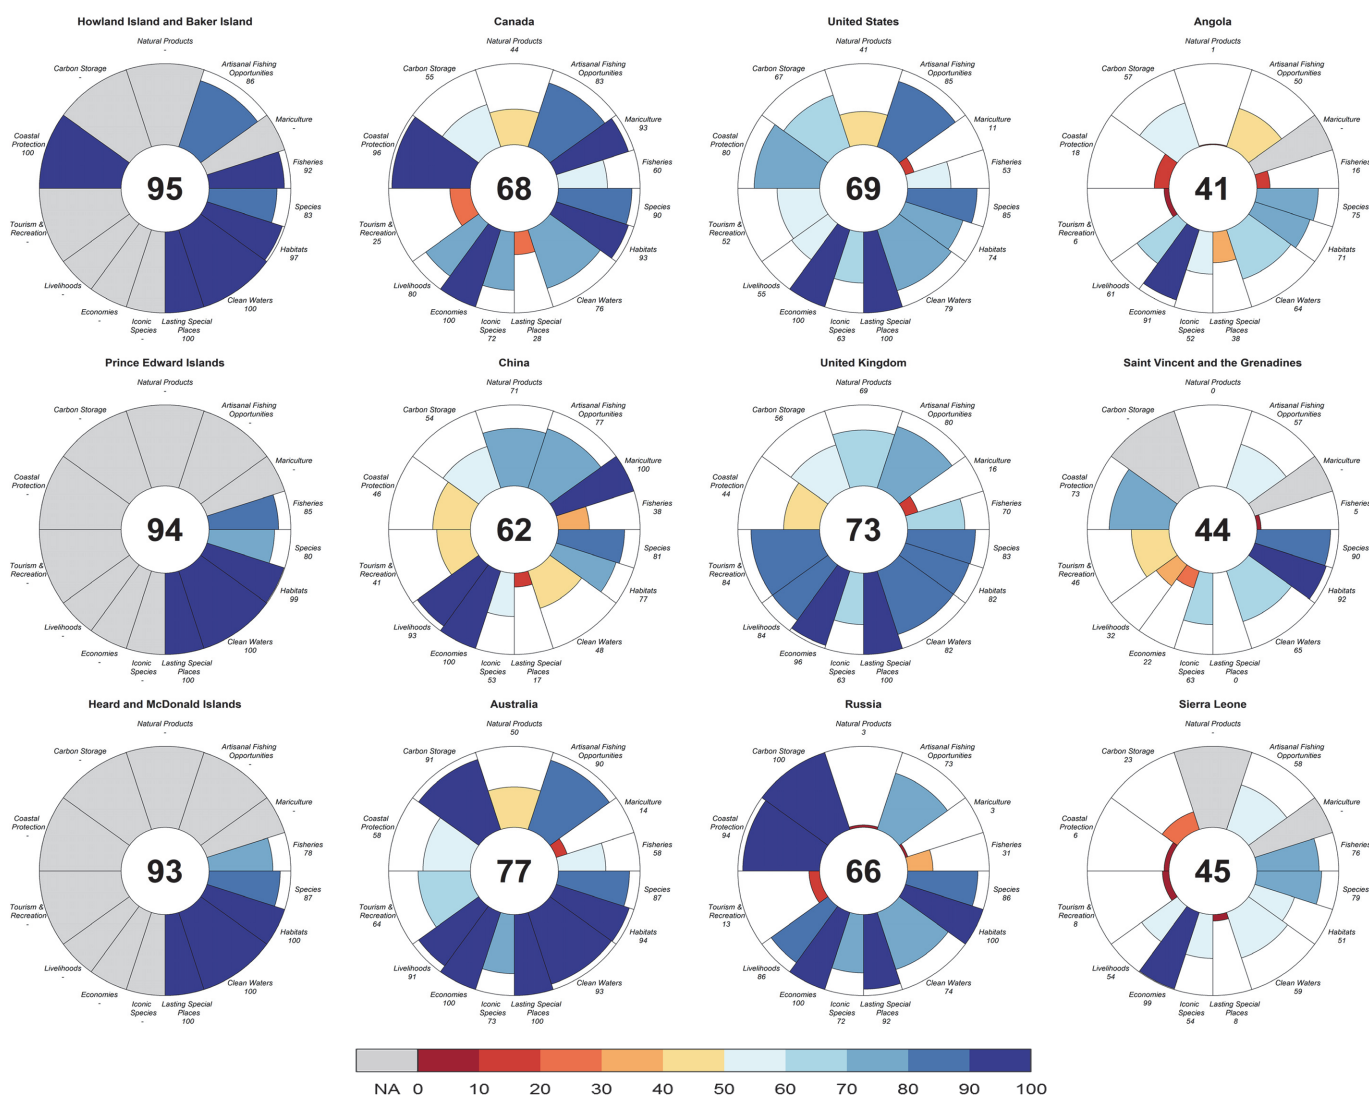 Howland Island and Baker Island
Natural Products
-
Carbon Storage
-
Artisanal Fishing
Opportunities
86
Mariculture
-
Coastal
Protection
100
Fisheries
92
95
Species
83
Tourism &
Recreation
-
Habitats
97
Livelihoods
-
Clean Waters
100
Economies
-
Iconic
Species
-
Lasting Special
Places
100
Canada
Natural Products
44
Carbon Storage
55
Artisanal Fishing
Opportunities
83
Mariculture
93
Coastal
Protection
96
Fisheries
60
68
Species
90
Tourism &
Recreation
25
Habitats
93
Livelihoods
80
Clean Waters
76
Economies
100
Iconic
Species
72
Lasting Special
Places
28
United States
Natural Products
41
Carbon Storage
67
Artisanal Fishing
Opportunities
85
Mariculture
11
Coastal
Protection
80
Fisheries
53
69
Species
85
Tourism &
Recreation
52
Habitats
74
Livelihoods
55
Clean Waters
79
Economies
100
Iconic
Species
63
Lasting Special
Places
100
Angola
Natural Products
1
Carbon Storage
57
Artisanal Fishing
Opportunities
50
Mariculture
-
Coastal
Protection
18
Fisheries
16
41
Species
75
Tourism &
Recreation
6
Habitats
71
Livelihoods
61
Clean Waters
64
Economies
91
Iconic
Species
52
Lasting Special
Places
38
Prince Edward Islands
Natural Products
-
Carbon Storage
-
Artisanal Fishing
Opportunities
-
Mariculture
-
Coastal
Protection
-
Fisheries
85
94
Species
80
Tourism &
Recreation
-
Habitats
99
Livelihoods
-
Clean Waters
100
Economies
-
Iconic
Species
-
Lasting Special
Places
100
China
Natural Products
71
Carbon Storage
54
Artisanal Fishing
Opportunities
77
Mariculture
100
Coastal
Protection
46
Fisheries
38
62
Species
81
Tourism &
Recreation
41
Habitats
77
Livelihoods
93
Clean Waters
48
Economies
100
Iconic
Species
53
Lasting Special
Places
17
United Kingdom
Natural Products
69
Carbon Storage
56
Artisanal Fishing
Opportunities
80
Mariculture
16
Coastal
Protection
44
Fisheries
70
73
Species
83
Tourism &
Recreation
84
Habitats
82
Livelihoods
84
Clean Waters
82
Economies
96
Iconic
Species
63
Lasting Special
Places
100
Saint Vincent and the Grenadines
Natural Products
0
Carbon Storage
-
Artisanal Fishing
Opportunities
57
Mariculture
-
Coastal
Protection
73
Fisheries
5
44
Species
90
Tourism &
Recreation
46
Habitats
92
Livelihoods
32
Clean Waters
65
Economies
22
Iconic
Species
63
Lasting Special
Places
0
Heard and McDonald Islands
Natural Products
-
Carbon Storage
-
Artisanal Fishing
Opportunities
-
Mariculture
-
Coastal
Protection
-
Fisheries
78
93
Species
87
Tourism &
Recreation
-
Habitats
100
Livelihoods
-
Clean Waters
100
Economies
-
Iconic
Species
-
Lasting Special
Places
100
Australia
Natural Products
50
Carbon Storage
91
Artisanal Fishing
Opportunities
90
Mariculture
14
Coastal
Protection
58
Fisheries
58
77
Species
87
Tourism &
Recreation
64
Habitats
94
Livelihoods
91
Clean Waters
93
Economies
100
Iconic
Species
73
Lasting Special
Places
100
Russia
Natural Products
3
Carbon Storage
100
Artisanal Fishing
Opportunities
73
Mariculture
3
Coastal
Protection
94
Fisheries
31
66
Species
86
Tourism &
Recreation
13
Habitats
100
Livelihoods
86
Clean Waters
74
Economies
100
Iconic
Species
72
Lasting Special
Places
92
Sierra Leone
Natural Products
-
Carbon Storage
23
Artisanal Fishing
Opportunities
58
Mariculture
-
Coastal
Protection
6
Fisheries
76
45
Species
79
Tourism &
Recreation
8
Habitats
51
Livelihoods
54
Clean Waters
59
Economies
99
Iconic
Species
54
Lasting Special
Places
8
NA 0 10 20 30 40 50 60 70 80 90 100